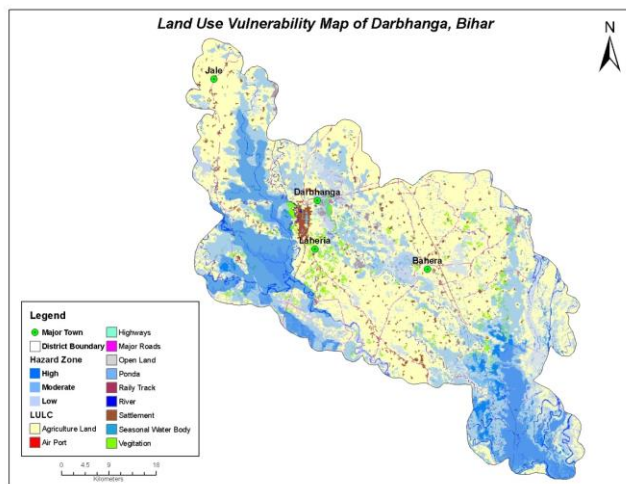 Land Use Vulnerability Map of Darbhanga, Bihar
N
Jale
Darbhanga
Laheria
Bahera
Legend
Major Town
District Boundary
Hazard Zone
High
Moderate
Low
LULC
Agriculture Land
Air Port
Highways
Major Roads
Open Land
Ponda
Raily Track
River
Sattlement
Seasonal Water Body
Vegitation
0 4.5 9 18
Kilometers